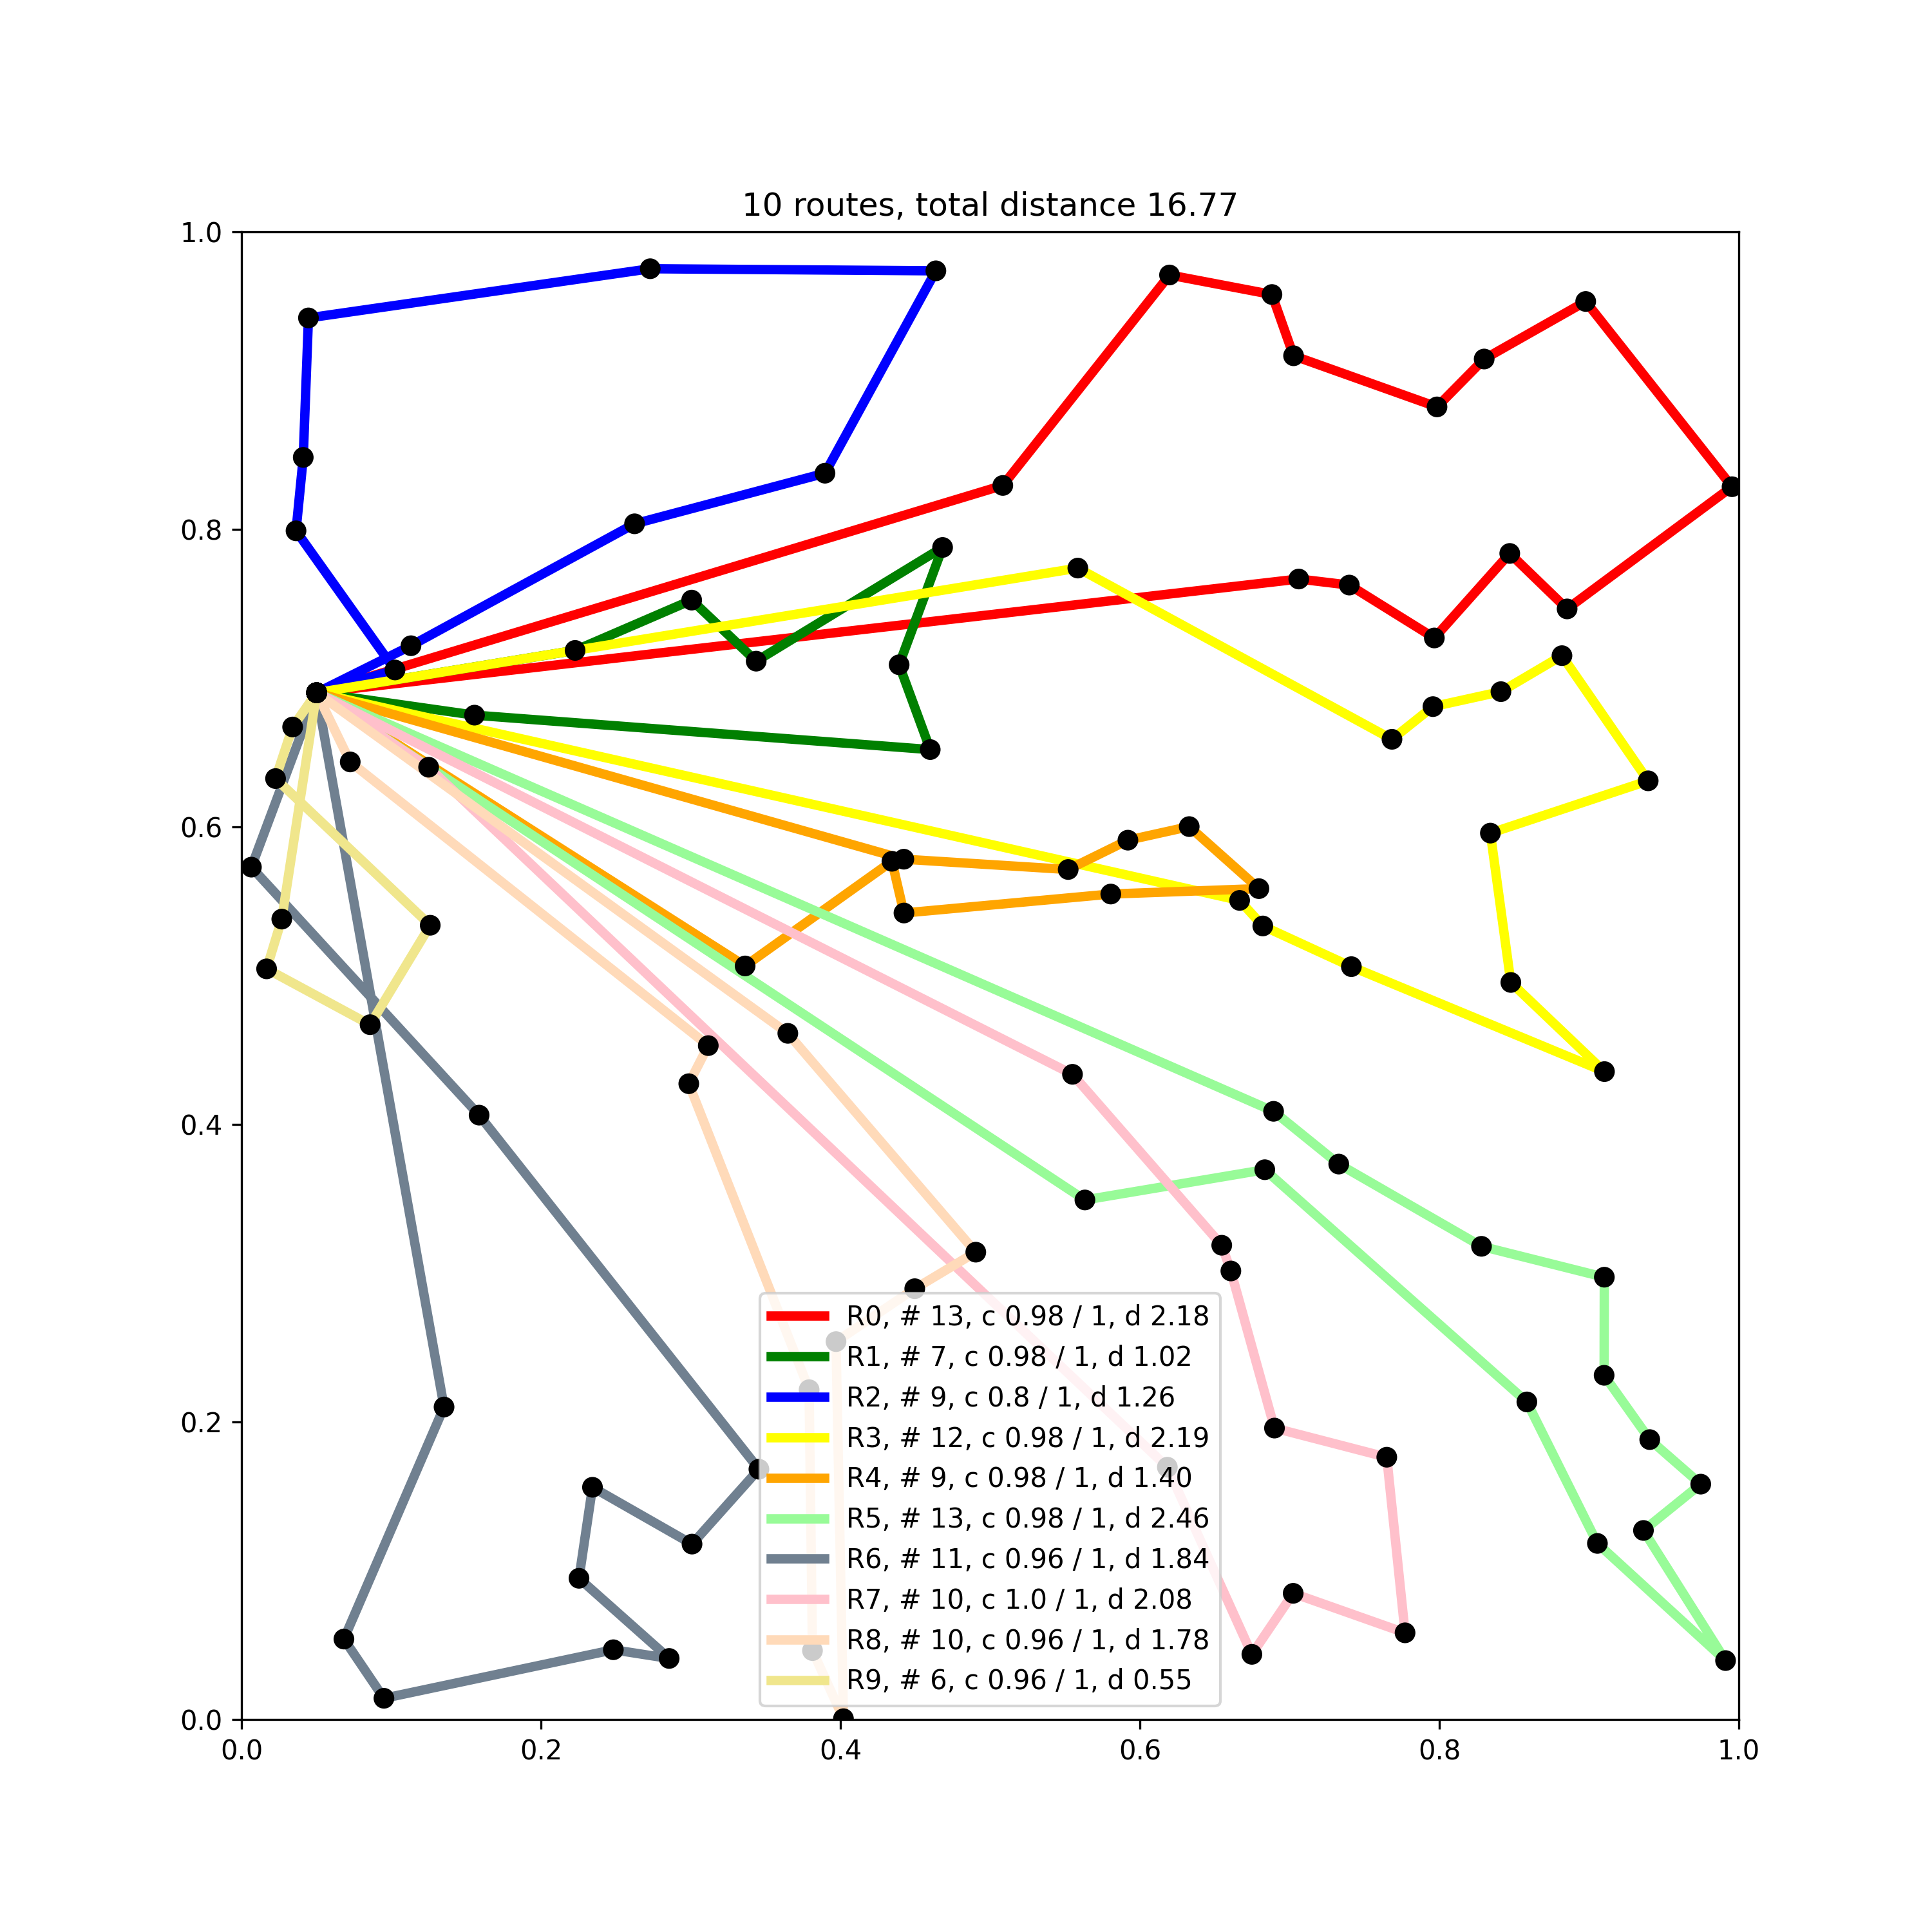 10 routes, total distance 16.77
1.0
0.8
0.6
0.4
0.2
0.0
R0, # 13, c 0.98 / 1, d 2.18
R1, # 7, c 0.98 / 1, d 1.02
R2, # 9, c 0.8 / 1, d 1.26
R3, # 12, c 0.98 / 1, d 2.19
R4, # 9, c 0.98 / 1, d 1.40
R5, # 13, c 0.98 / 1, d 2.46
R6, # 11, c 0.96 / 1, d 1.84
R7, # 10, c 1.0 / 1, d 2.08
R8, # 10, c 0.96 / 1, d 1.78
R9, # 6, c 0.96 / 1, d 0.55
0.0 0.2 0.4 0.6 0.8 1.0